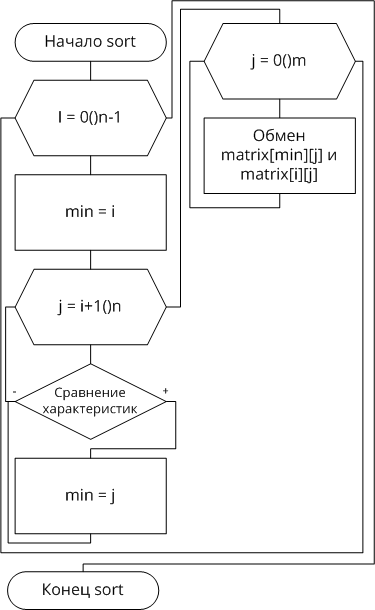 Начало sort
I = 0()n-1
min = i
j = i+1()n
Сравнение
характеристик
-
+
min = j
Конец sort
j = 0()m
Обмен
matrix[min][j] и
matrix[i][j]